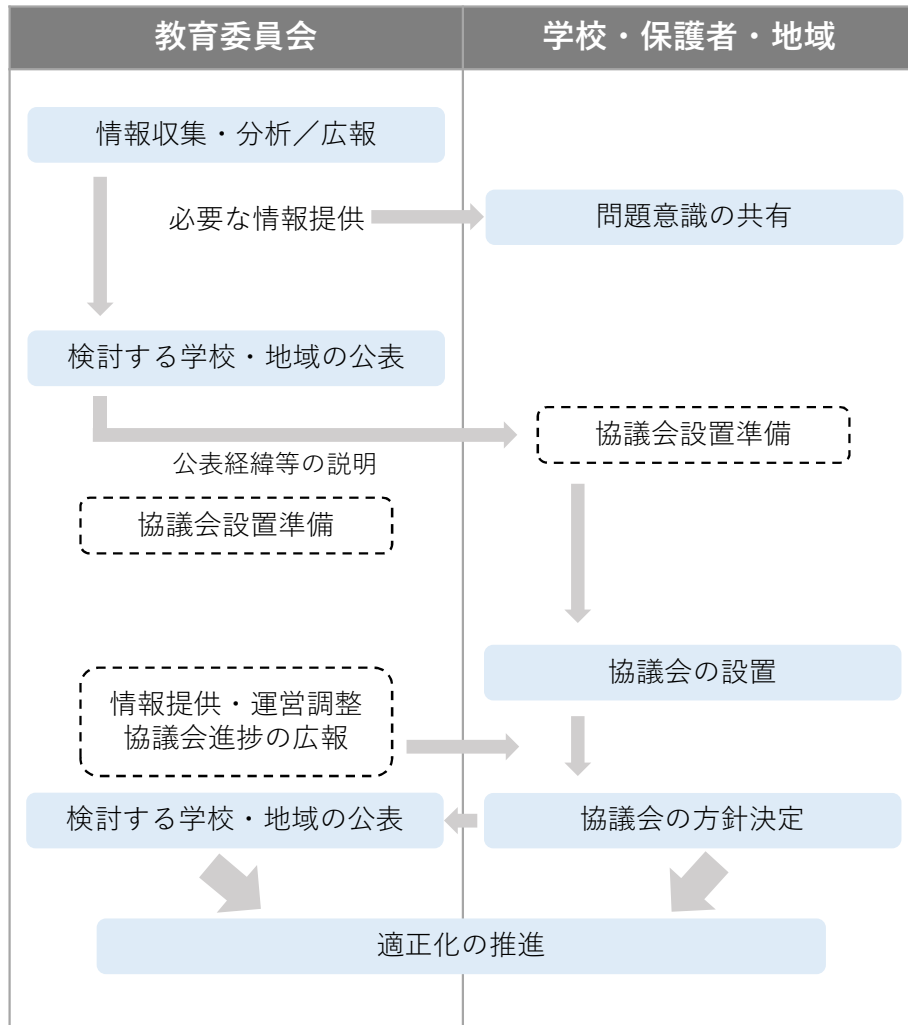 教育委員会
学校・保護者・地域
情報収集・分析／広報
必要な情報提供
問題意識の共有
検討する学校・地域の公表
協議会設置準備
公表経緯等の説明
協議会設置準備
協議会の設置
情報提供・運営調整
協議会進捗の広報
検討する学校・地域の公表
協議会の方針決定
適正化の推進